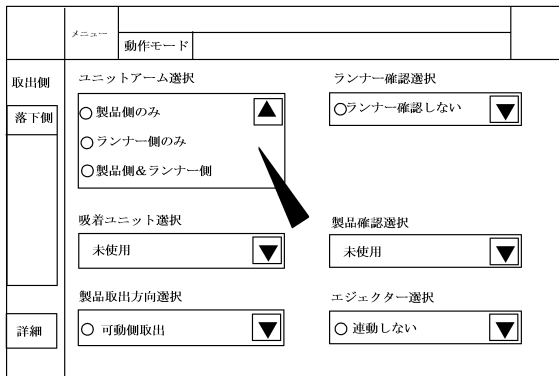 メニュー
動作モード
取出側
落下側
詳細
ユニットアーム選択
製品側のみ
ランナー側のみ
製品側&ランナー側
ランナー確認選択
ランナー確認しない
吸着ユニット選択
未使用
製品確認選択
未使用
製品取出方向選択
可動側取出
エジェクター選択
連動しない